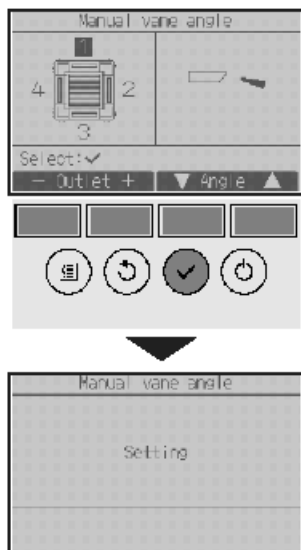 Manual vane angle
1
4 2
3
Select:✓
− Outlet + ▼ Angle ▲
Manual vane angle
Setting